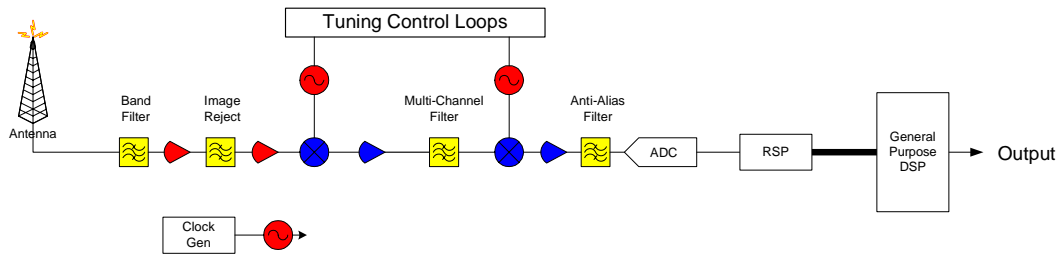 Tuning Control Loops
Antenna
Band
Filter
Image
Reject
Multi-Channel
Filter
Anti-Alias
Filter
ADC
RSP
General
Purpose
DSP
Output
Clock
Gen